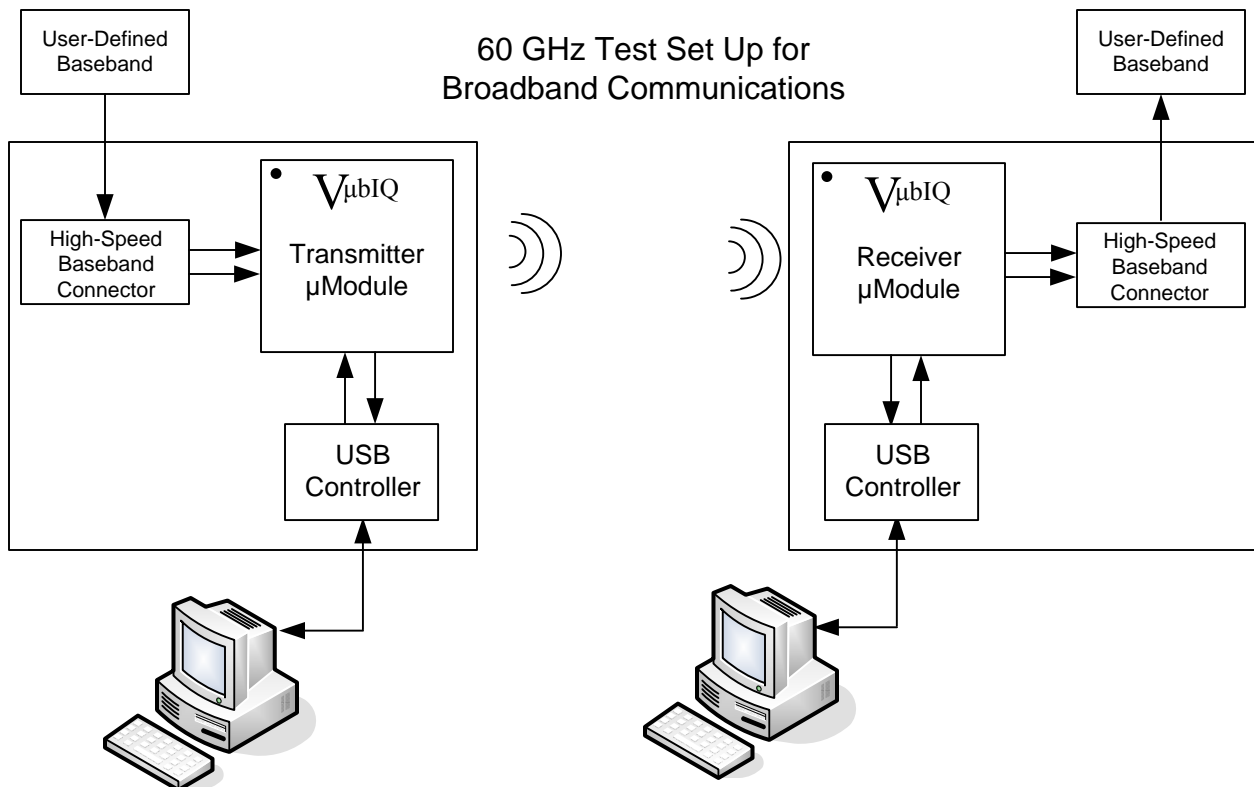 60 GHz Test Set Up for
Broadband Communications
User-Defined
Baseband
High-Speed
Baseband
Connector
VµbIQ
Transmitter
µModule
USB
Controller
User-Defined
Baseband
VµbIQ
Receiver
µModule
High-Speed
Baseband
Connector
USB
Controller